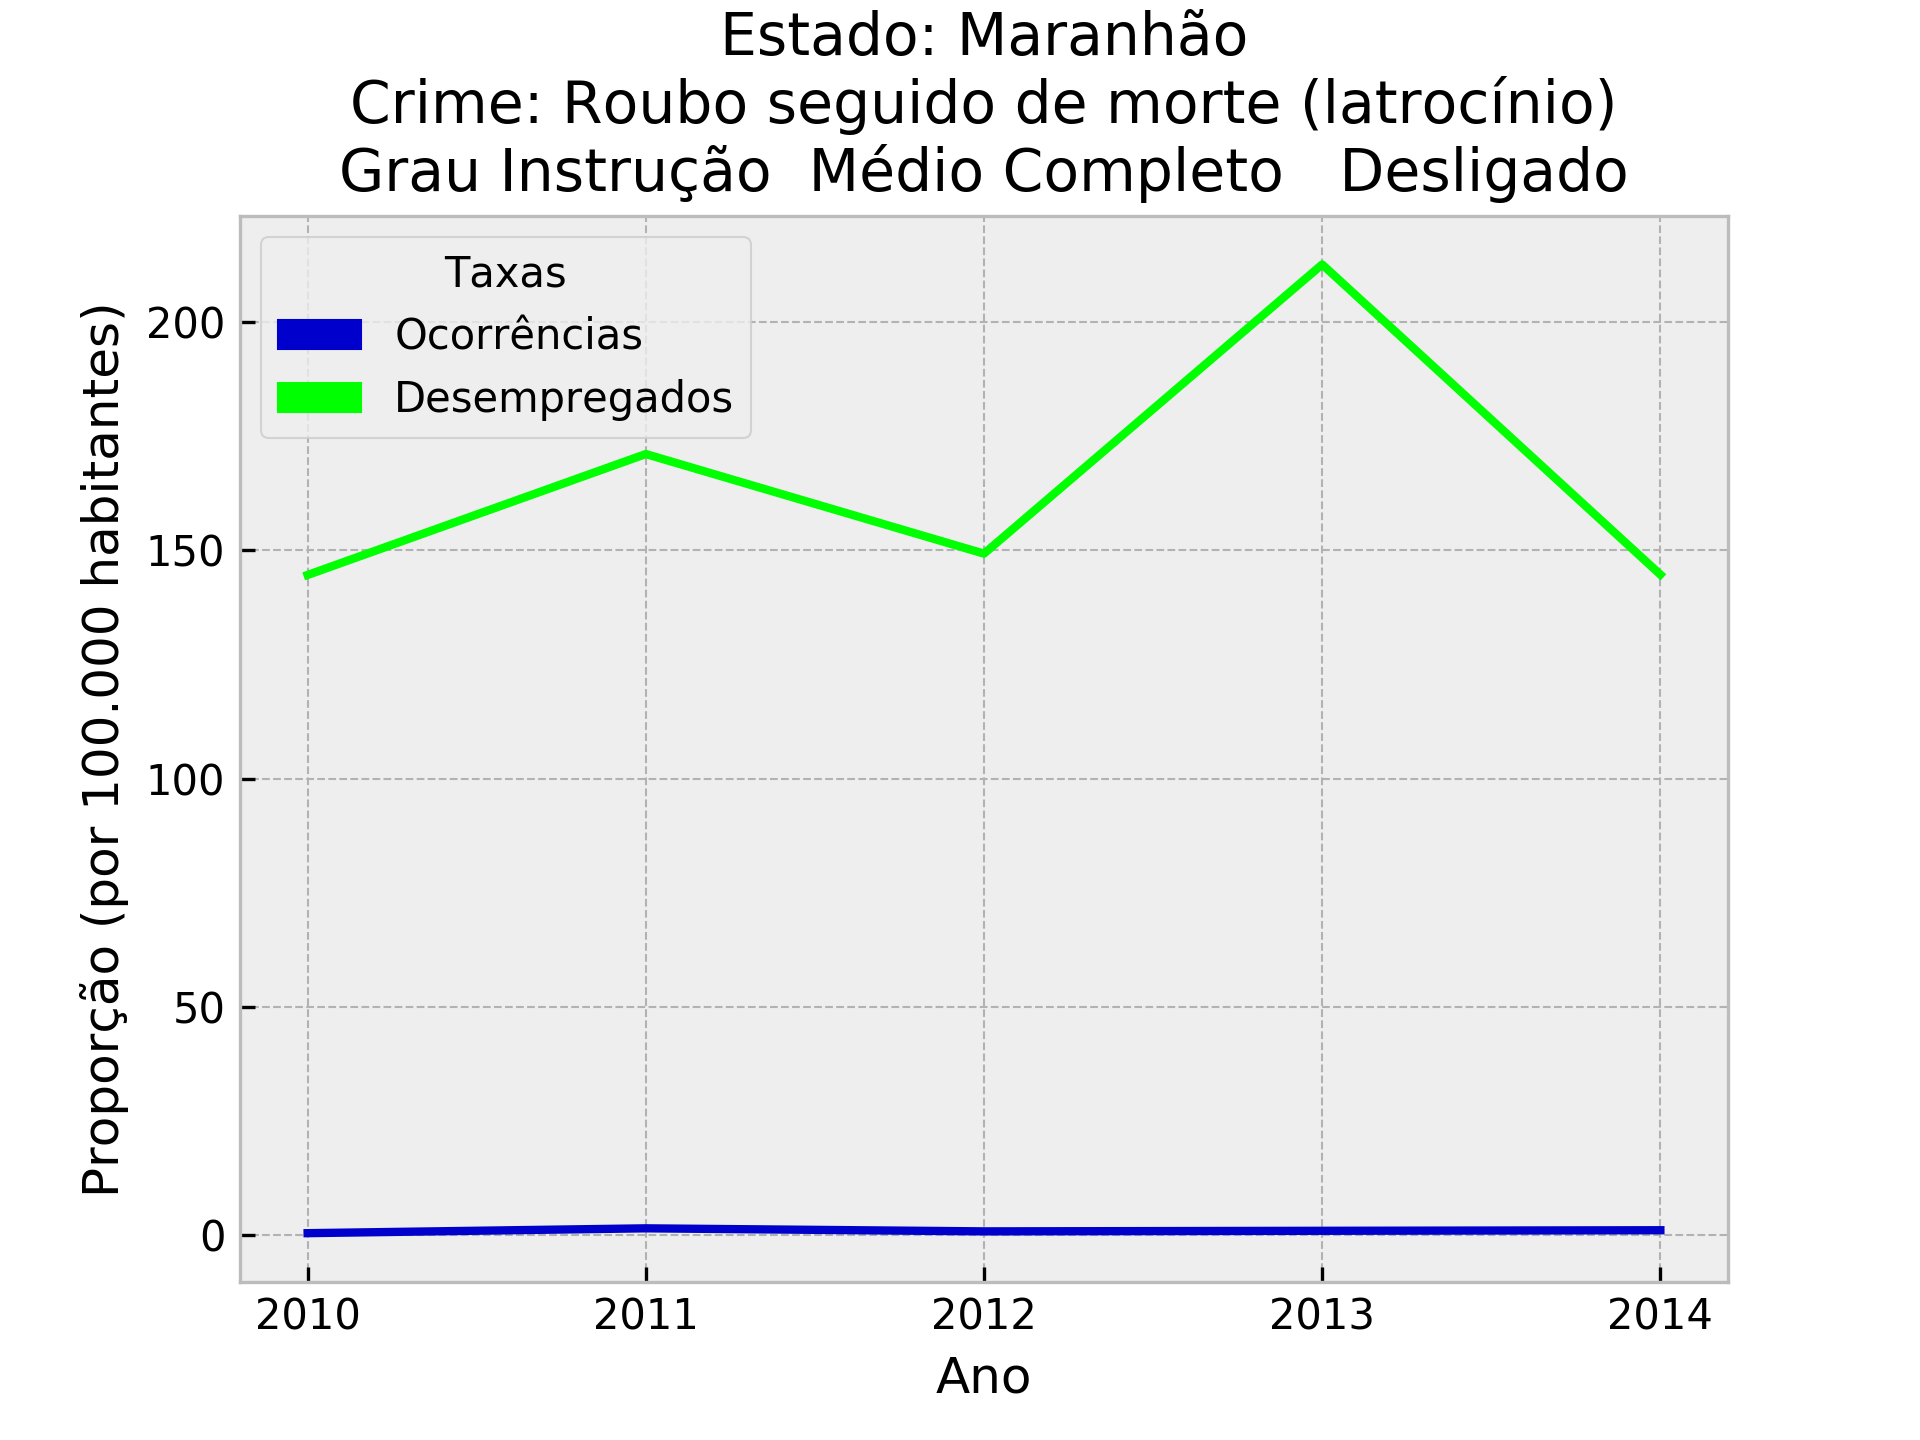 Estado: Maranhão
Crime: Roubo seguido de morte (latrocínio)
Grau Instrução  Médio Completo   Desligado
Taxas
Ocorrências
Desempregados
Proporção (por 100.000 habitantes)
200
150
100
50
0
2010 2011 2012 2013 2014
Ano